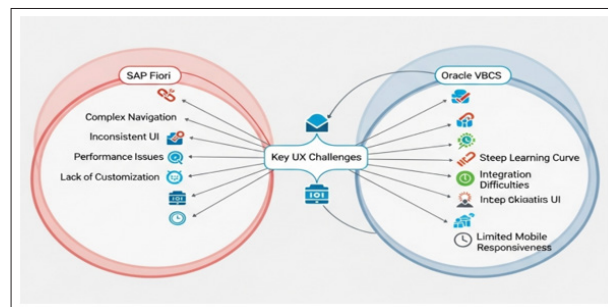 SAP Fiori
Complex Navigation
Inconsistent UI
Performance Issues
Lack of Customization
Key UX Challenges
Oracle VBCS
Steep Learning Curve
Integration
Difficulties
UI
Limited Mobile
Responsiveness